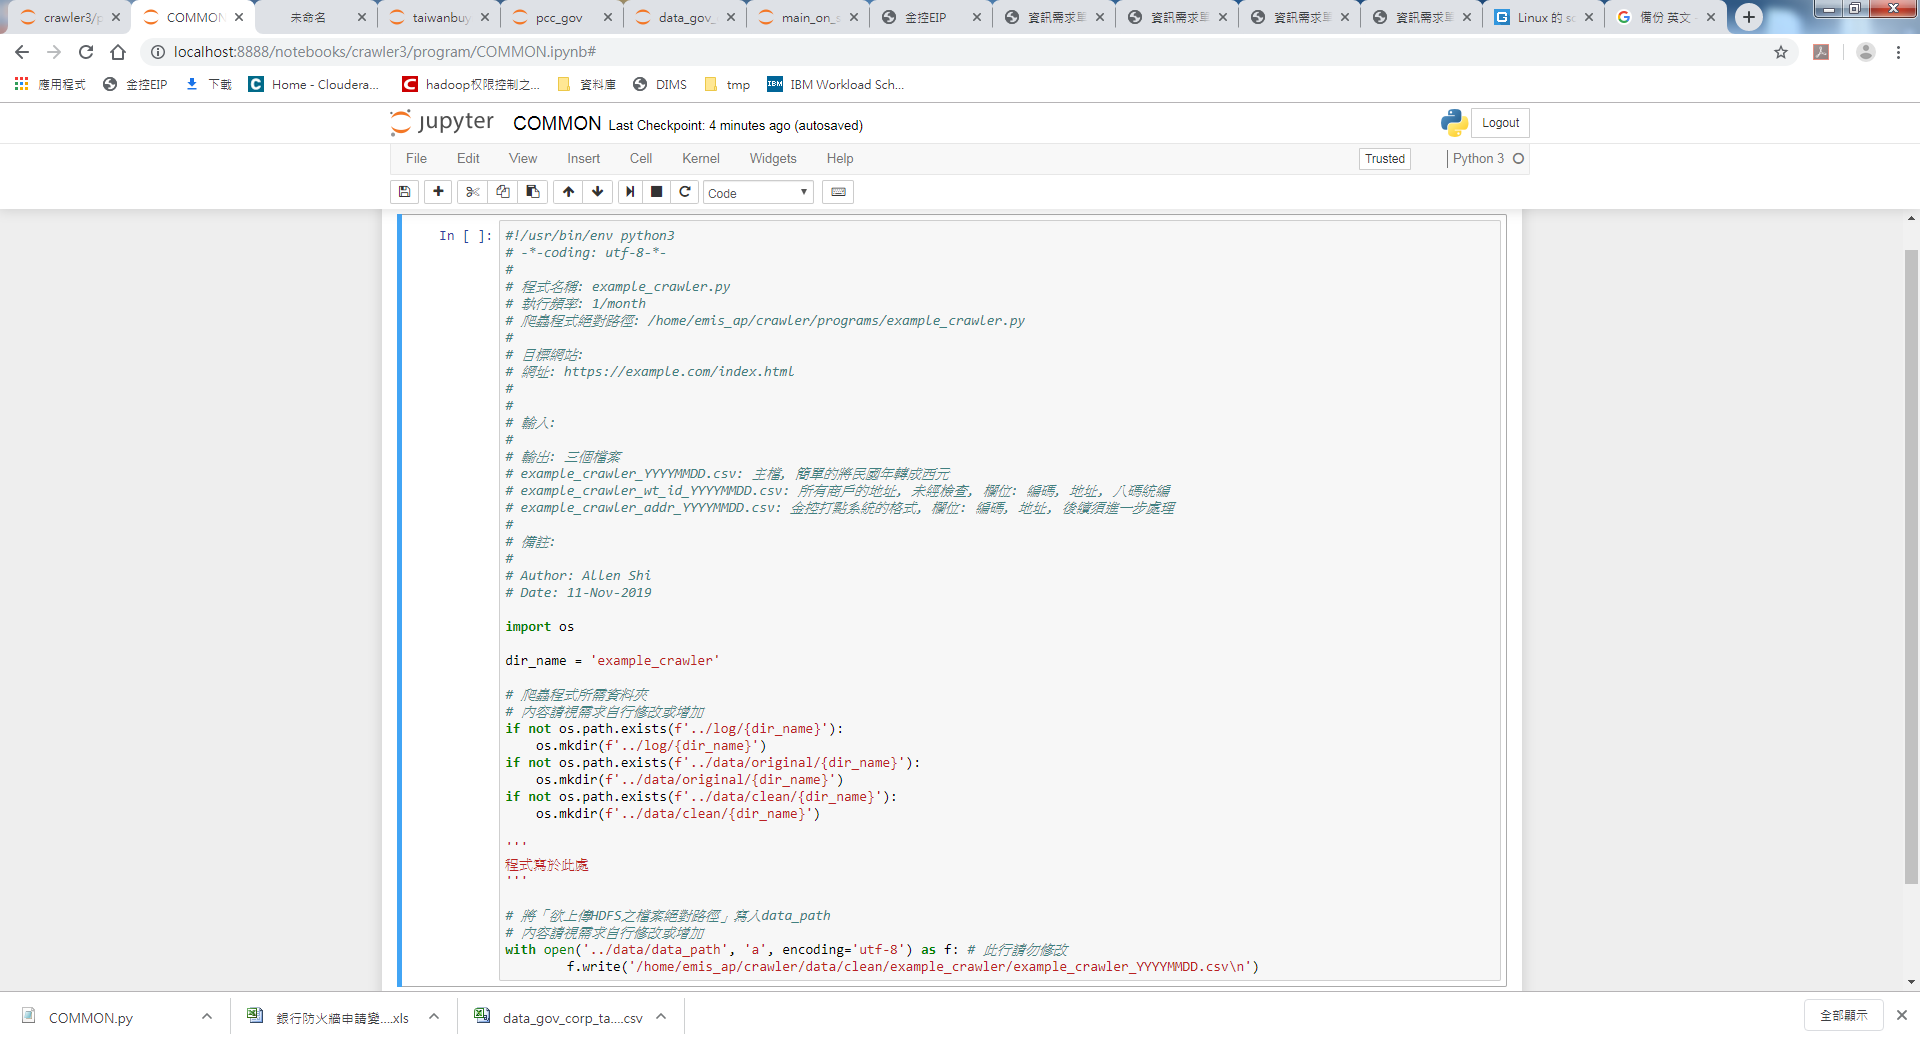 crawler3/p
COMMON
未命名
taiwanbuy
pcc_gov
data_gov_
main_on_s
金控EIP
資訊需求單
資訊需求單
資訊需求單
資訊需求單
Linux 的 sc
備份 英文 -
localhost:8888/notebooks/crawler3/program/COMMON.ipynb#
應用程式
金控EIP
下載
Home - Cloudera...
hadoop权限控制之...
資料庫
DIMS
tmp
IBM
IBM Workload Sch...
jupyter COMMON Last Checkpoint: 4 minutes ago (autosaved)
Logout
File Edit View Insert Cell Kernel Widgets Help
Trusted
Python 3
Code
In [ ]:
#!/usr/bin/env python3
# -*-coding: utf-8-*-
#
# 程式名稱: example_crawler.py
# 執行頻率: 1/month
# 爬蟲程式絕對路徑: /home/emis_ap/crawler/programs/example_crawler.py
#
# 目標網站:
# 網址: https://example.com/index.html
#
#
# 輸入:
#
# 輸出: 三個檔案
# example_crawler_YYYYMMDD.csv: 主檔, 簡單的將民國年轉成西元
# example_crawler_wt_id_YYYYMMDD.csv: 所有商戶的地址, 未經檢查, 欄位: 編碼, 地址, 八碼統編
# example_crawler_addr_YYYYMMDD.csv: 金控打點系統的格式, 欄位: 編碼, 地址, 後續須進一步處理
#
# 備註:
#
# Author: Allen Shi
# Date: 11-Nov-2019
import os
dir_name = 'example_crawler'
# 爬蟲程式所需資料夾
# 內容請視需求自行修改或增加
if not os.path.exists(f'../log/{dir_name}'):
    os.mkdir(f'../log/{dir_name}')
if not os.path.exists(f'../data/original/{dir_name}'):
    os.mkdir(f'../data/original/{dir_name}')
if not os.path.exists(f'../data/clean/{dir_name}'):
    os.mkdir(f'../data/clean/{dir_name}')
'''
程式寫於此處
'''
# 將「欲上傳HDFS之檔案絕對路徑」寫入data_path
# 內容請視需求自行修改或增加
with open('../data/data_path', 'a', encoding='utf-8') as f: # 此行請勿修改
        f.write('/home/emis_ap/crawler/data/clean/example_crawler/example_crawler_YYYYMMDD.csv\n')
COMMON.py
銀行防火牆申請變....xls
data_gov_corp_ta....csv
全部顯示